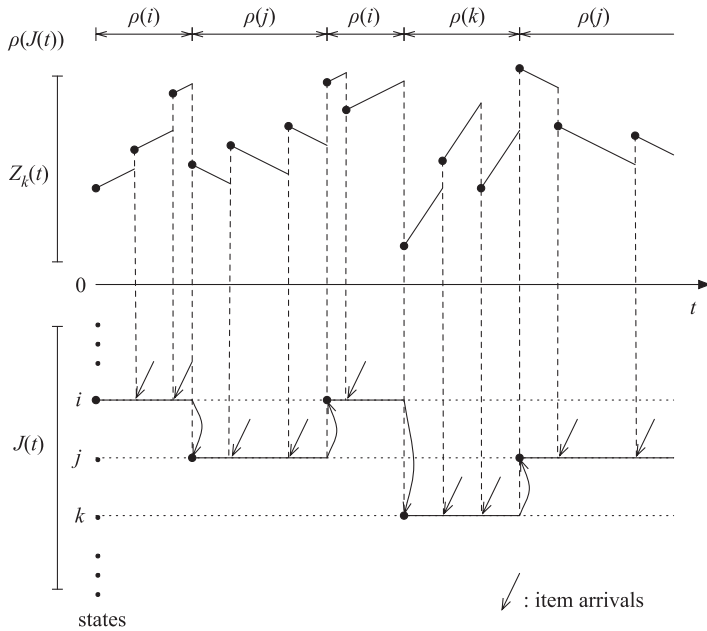 ρ(J(t)) ρ(i) ρ(j) ρ(i) ρ(k) ρ(j)
Z_k(t)
0
t
i
J(t)
j
k
states
: item arrivals